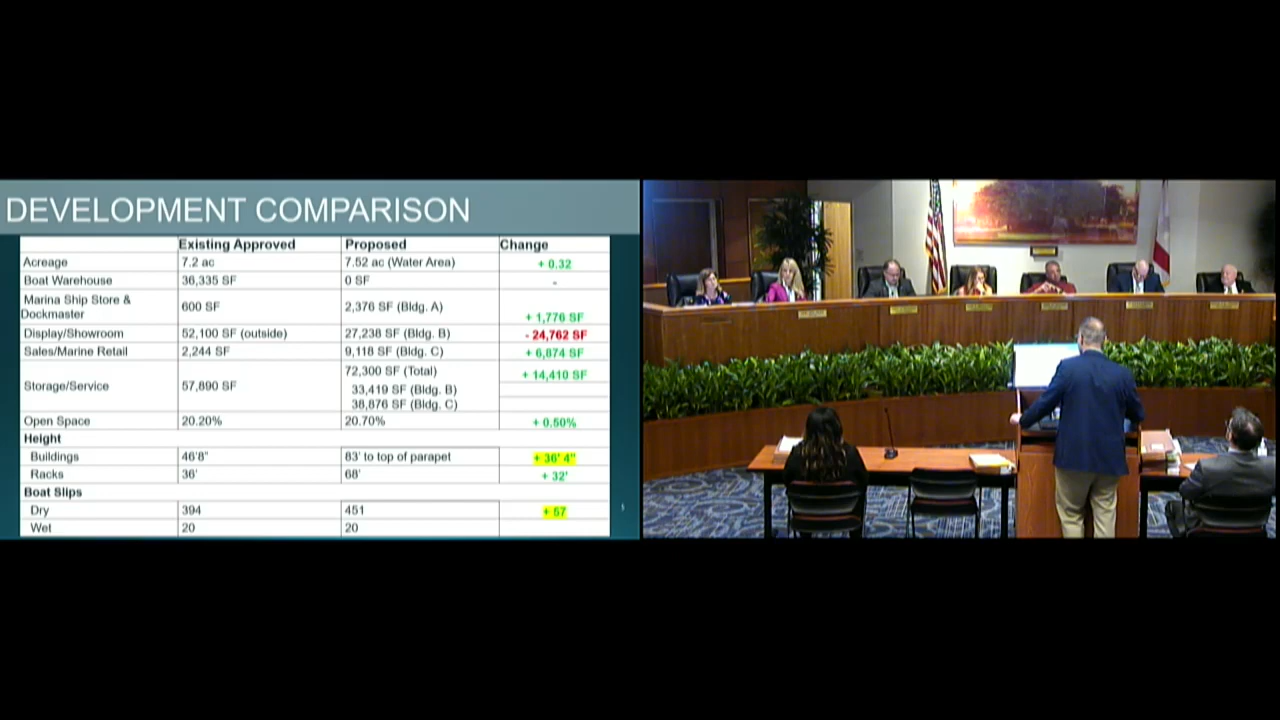 DEVELOPMENT COMPARISON
Existing Approved Proposed Change
Acreage 7.2 ac 7.52 ac (Water Area) + 0.32
Boat Warehouse 36,335 SF 0 SF -
Marina Ship Store &
Dockmaster 600 SF 2,376 SF (Bldg. A) + 1,776 SF
Display/Showroom 52,100 SF (outside) 27,238 SF (Bldg. B) - 24,762 SF
Sales/Marine Retail 2,244 SF 9,118 SF (Bldg. C) + 6,874 SF
Storage/Service 57,890 SF 72,300 SF (Total) + 14,410 SF
33,419 SF (Bldg. B)
38,876 SF (Bldg. C)
Open Space 20.20% 20.70% + 0.50%
Height
Buildings 46'8" 83' to top of parapet + 36' 4"
Racks 36' 68' + 32'
Boat Slips
Dry 394 451 + 57
Wet 20 20